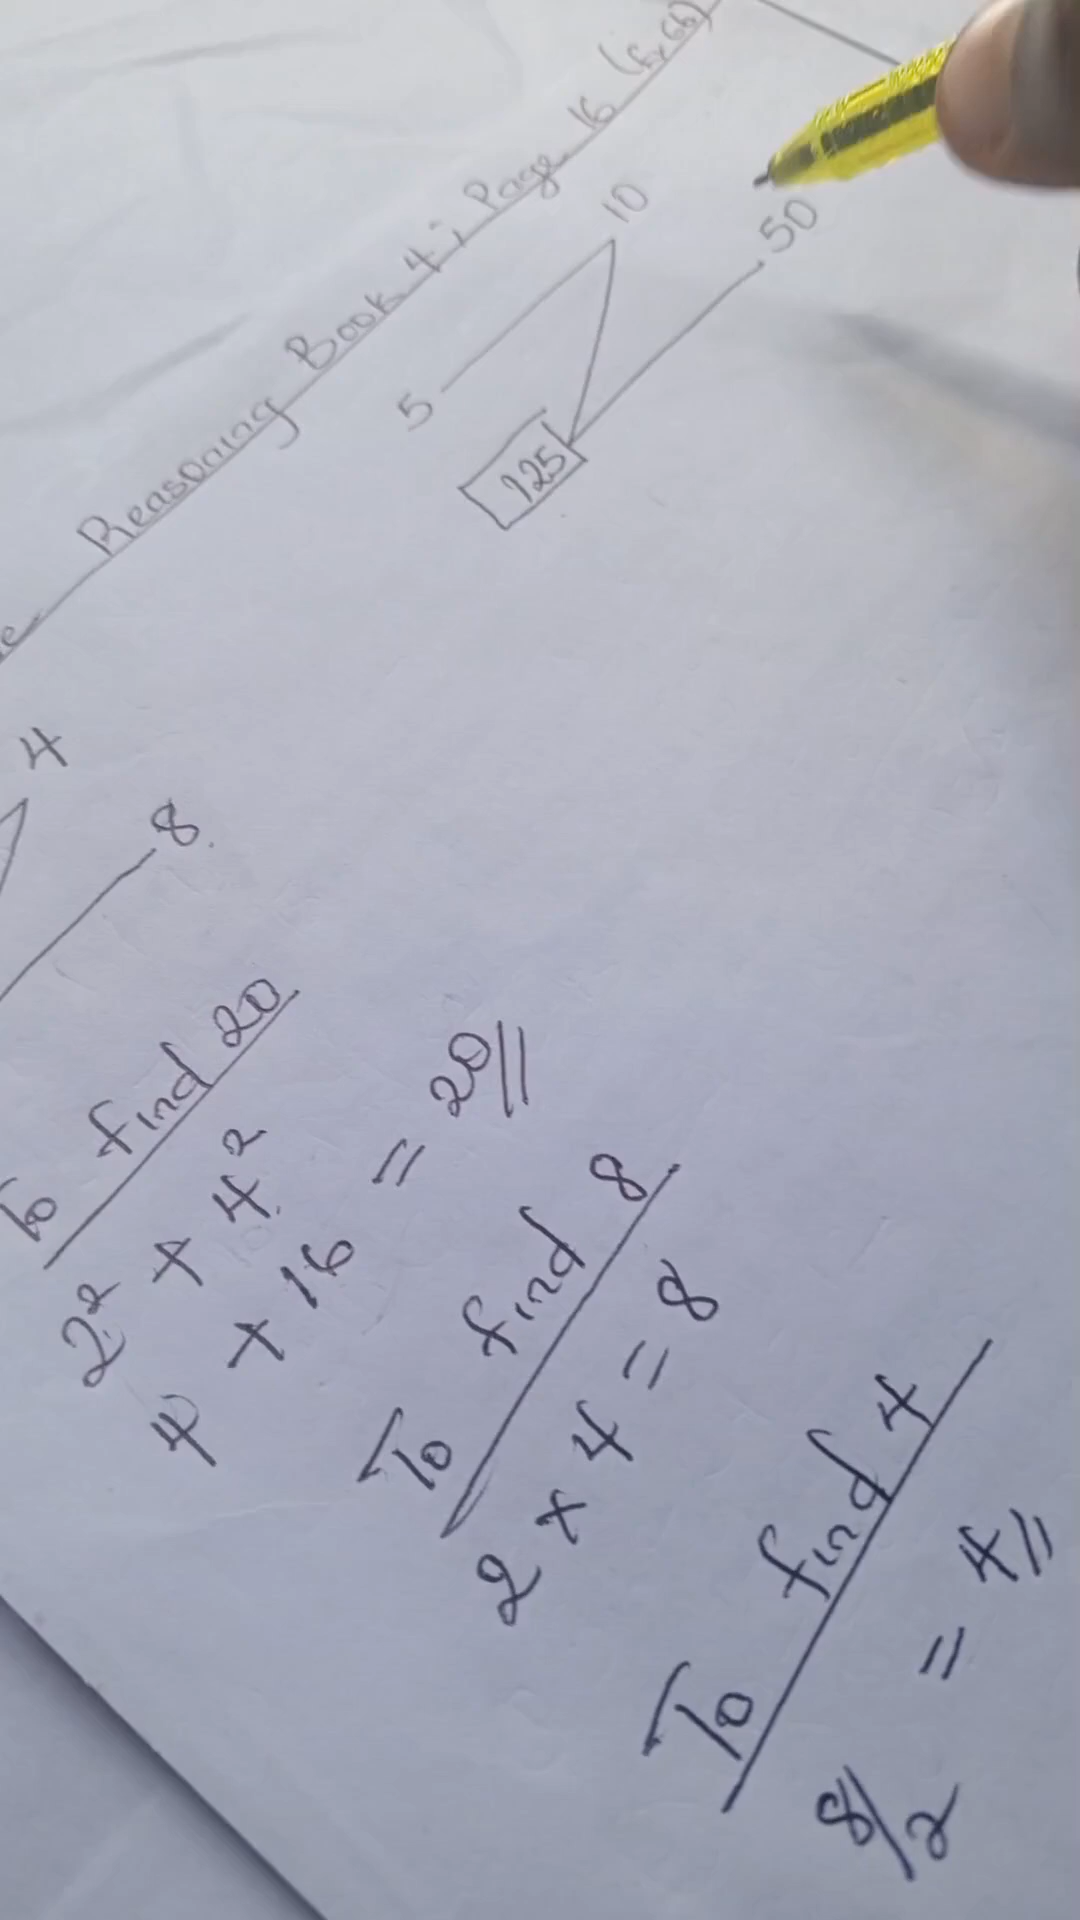 Reasoning Book 4; Page 16 (Ex 66)
5
10
125
50
4
8
To find 20
2² + 4²
4 + 16 = 20
To find 8
2 × 4 = 8
To find 4
8/2 = 4